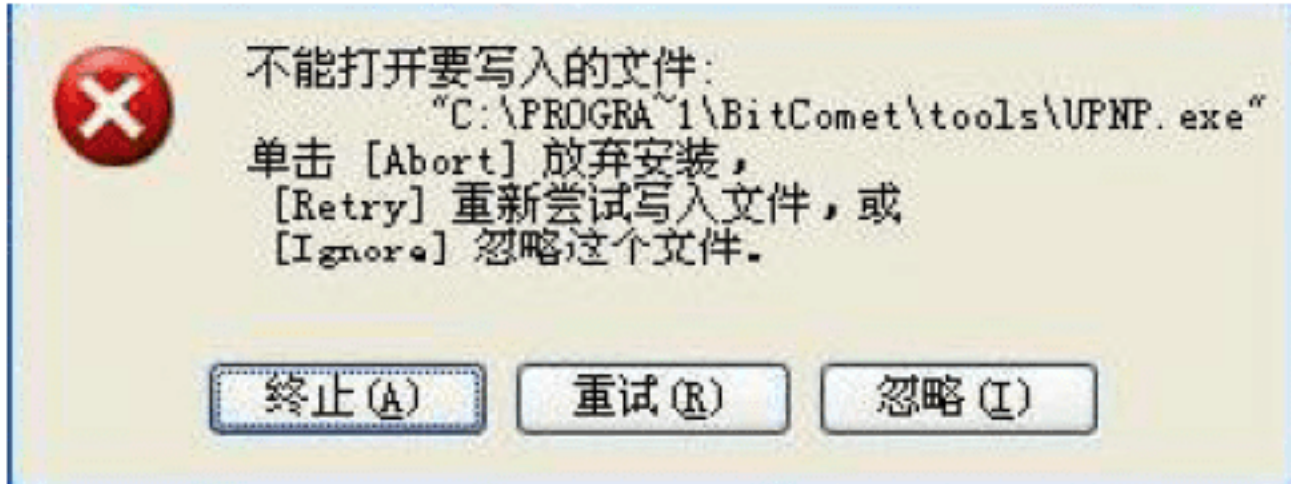 不能打开要写入的文件:
"C:\PROGRA~1\BitComet\tools\UPNP.exe"
单击 [Abort] 放弃安装，
[Retry] 重新尝试写入文件，或
[Ignore] 忽略这个文件。
终止(A) 重试(R) 忽略(I)